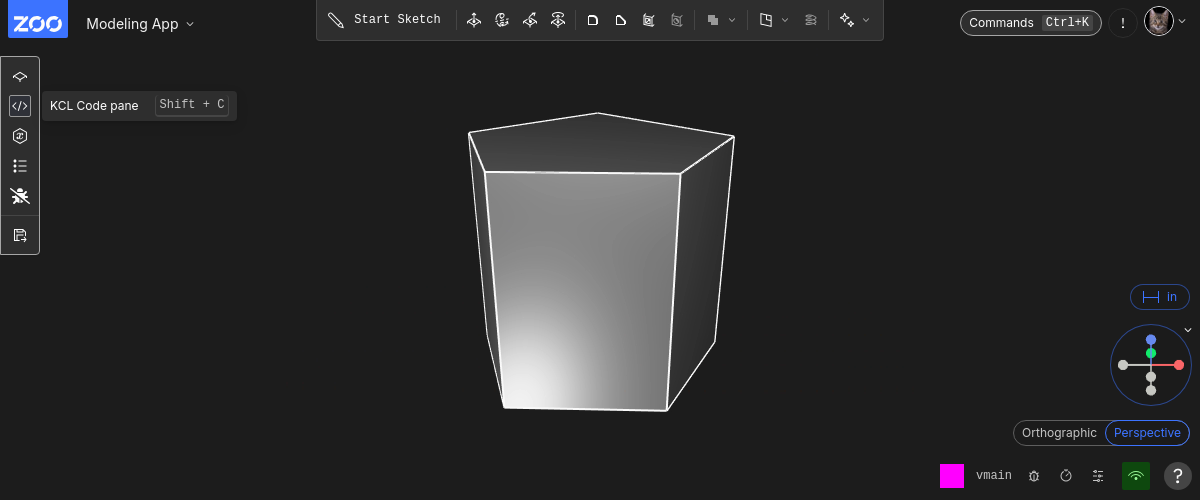 ZOO
Modeling App
Start Sketch
Commands Ctrl+K
!
KCL Code pane Shift + C
in
Orthographic Perspective
vmain
?